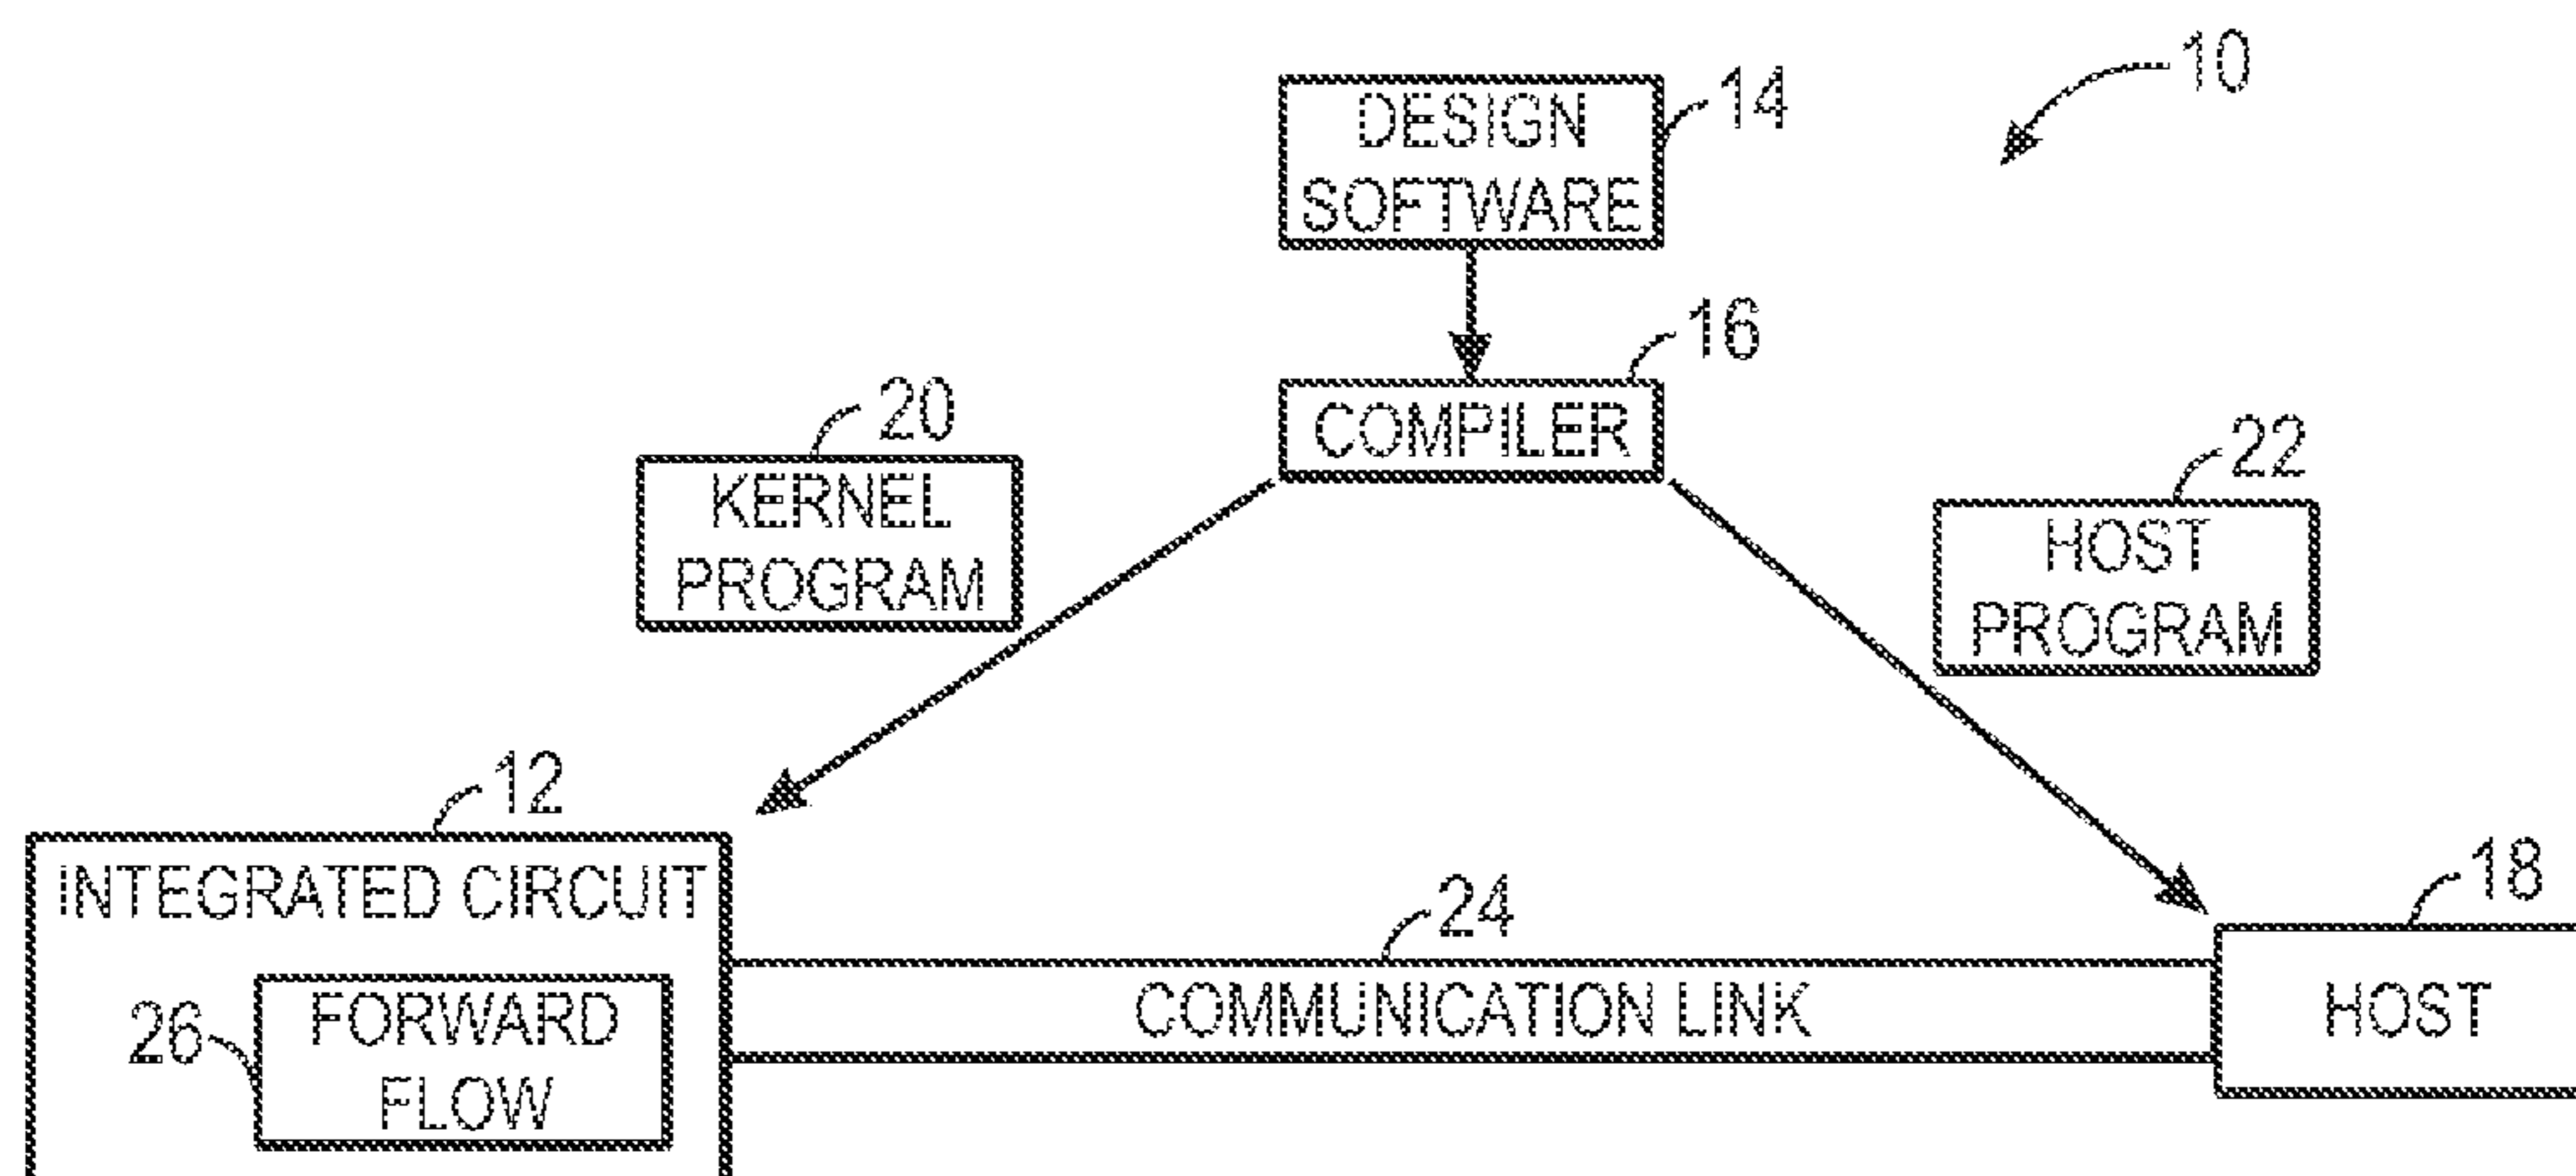 10
14
DESIGN
SOFTWARE
16
COMPILER
20
KERNEL
PROGRAM
22
HOST
PROGRAM
12
INTEGRATED CIRCUIT
18
HOST
24
COMMUNICATION LINK
26
FORWARD
FLOW